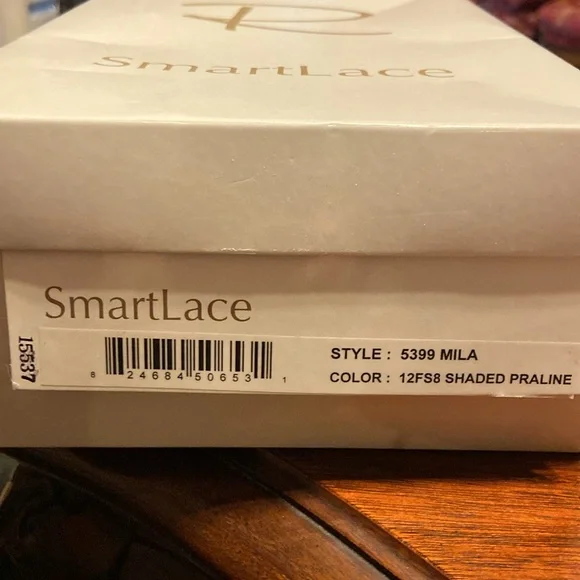 R
SmartLace
SmartLace
15537
STYLE : 5399 MILA
COLOR : 12FS8 SHADED PRALINE
8 24684 50653 1